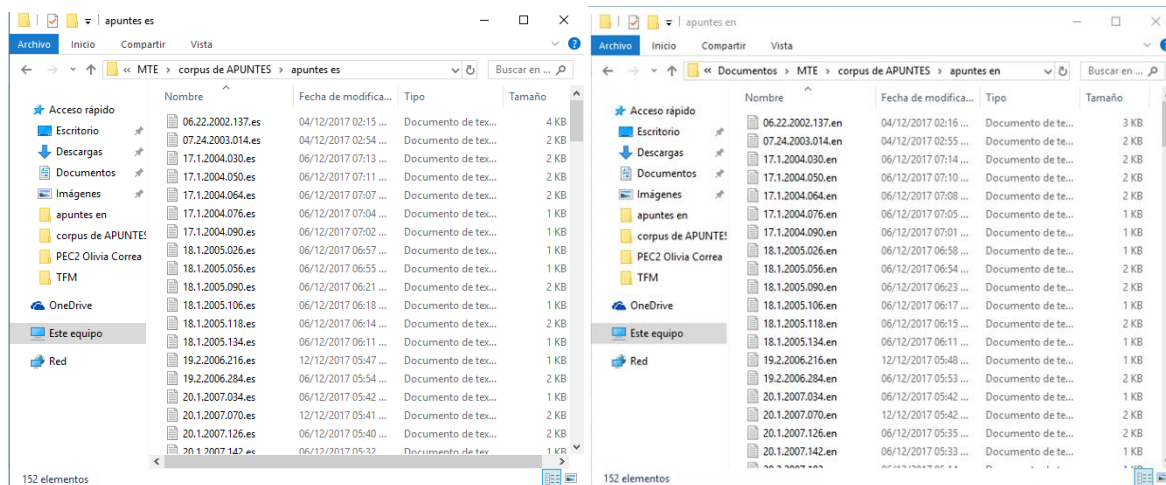 apuntes es
Archivo Inicio Compartir Vista
« MTE › corpus de APUNTES › apuntes es Buscar en ...
Acceso rápido
Escritorio
Descargas
Documentos
Imágenes
apuntes en
corpus de APUNTES
PEC2 Olivia Correa
TFM
OneDrive
Este equipo
Red
Nombre Fecha de modifica... Tipo Tamaño
06.22.2002.137.es 04/12/2017 02:15 ... Documento de tex... 4 KB
07.24.2003.014.es 04/12/2017 02:54 ... Documento de tex... 2 KB
17.1.2004.030.es 06/12/2017 07:13 ... Documento de tex... 2 KB
17.1.2004.050.es 06/12/2017 07:11 ... Documento de tex... 2 KB
17.1.2004.064.es 06/12/2017 07:07 ... Documento de tex... 2 KB
17.1.2004.076.es 06/12/2017 07:04 ... Documento de tex... 1 KB
17.1.2004.090.es 06/12/2017 07:02 ... Documento de tex... 1 KB
18.1.2005.026.es 06/12/2017 06:57 ... Documento de tex... 1 KB
18.1.2005.056.es 06/12/2017 06:55 ... Documento de tex... 1 KB
18.1.2005.090.es 06/12/2017 06:21 ... Documento de tex... 2 KB
18.1.2005.106.es 06/12/2017 06:18 ... Documento de tex... 1 KB
18.1.2005.118.es 06/12/2017 06:14 ... Documento de tex... 2 KB
18.1.2005.134.es 06/12/2017 06:11 ... Documento de tex... 1 KB
19.2.2006.216.es 12/12/2017 05:47 ... Documento de tex... 1 KB
19.2.2006.284.es 06/12/2017 05:54 ... Documento de tex... 2 KB
20.1.2007.034.es 06/12/2017 05:42 ... Documento de tex... 1 KB
20.1.2007.070.es 12/12/2017 05:41 ... Documento de tex... 2 KB
20.1.2007.126.es 06/12/2017 05:40 ... Documento de tex... 2 KB
20.1.2007.142.es 06/12/2017 05:32 Documento de tex 1 KB
152 elementos
apuntes en
Archivo Inicio Compartir Vista
« Documentos › MTE › corpus de APUNTES › apuntes en Buscar en ...
Acceso rápido
Escritorio
Descargas
Documentos
Imágenes
apuntes en
corpus de APUNTES
PEC2 Olivia Correa
TFM
OneDrive
Este equipo
Red
Nombre Fecha de modifica... Tipo Tamaño
06.22.2002.137.en 04/12/2017 02:16 ... Documento de te... 3 KB
07.24.2003.014.en 04/12/2017 02:55 ... Documento de te... 2 KB
17.1.2004.030.en 06/12/2017 07:14 ... Documento de te... 2 KB
17.1.2004.050.en 06/12/2017 07:10 ... Documento de te... 2 KB
17.1.2004.064.en 06/12/2017 07:08 ... Documento de te... 2 KB
17.1.2004.076.en 06/12/2017 07:05 ... Documento de te... 1 KB
17.1.2004.090.en 06/12/2017 07:01 ... Documento de te... 1 KB
18.1.2005.026.en 06/12/2017 06:58 ... Documento de te... 1 KB
18.1.2005.056.en 06/12/2017 06:54 ... Documento de te... 2 KB
18.1.2005.090.en 06/12/2017 06:23 ... Documento de te... 2 KB
18.1.2005.106.en 06/12/2017 06:17 ... Documento de te... 1 KB
18.1.2005.118.en 06/12/2017 06:15 ... Documento de te... 2 KB
18.1.2005.134.en 06/12/2017 06:11 ... Documento de te... 1 KB
19.2.2006.216.en 12/12/2017 05:48 ... Documento de te... 1 KB
19.2.2006.284.en 06/12/2017 05:53 ... Documento de te... 2 KB
20.1.2007.034.en 06/12/2017 05:42 ... Documento de te... 1 KB
20.1.2007.070.en 12/12/2017 05:42 ... Documento de te... 2 KB
20.1.2007.126.en 06/12/2017 05:35 ... Documento de te... 2 KB
20.1.2007.142.en 06/12/2017 05:33 ... Documento de te... 1 KB
152 elementos